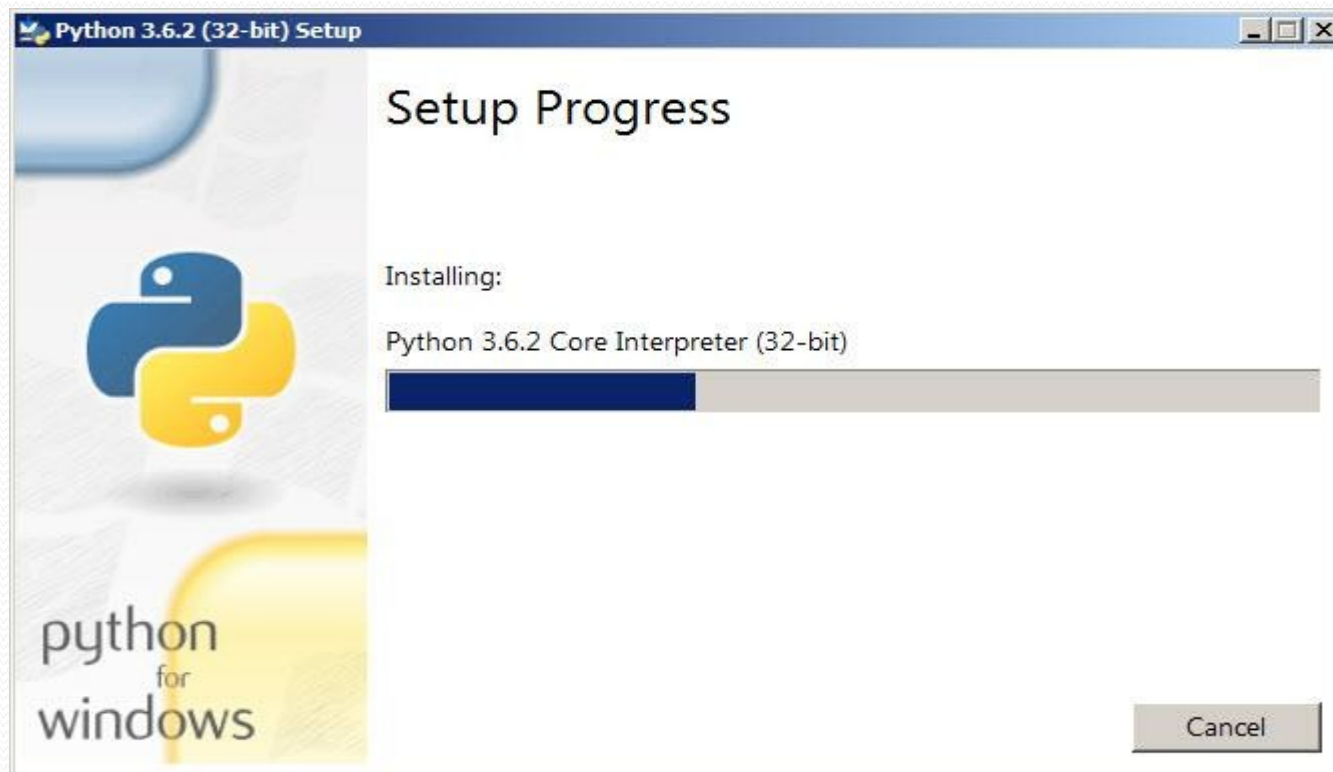 Python 3.6.2 (32-bit) Setup
Setup Progress
Installing:
Python 3.6.2 Core Interpreter (32-bit)
python
for
windows
Cancel